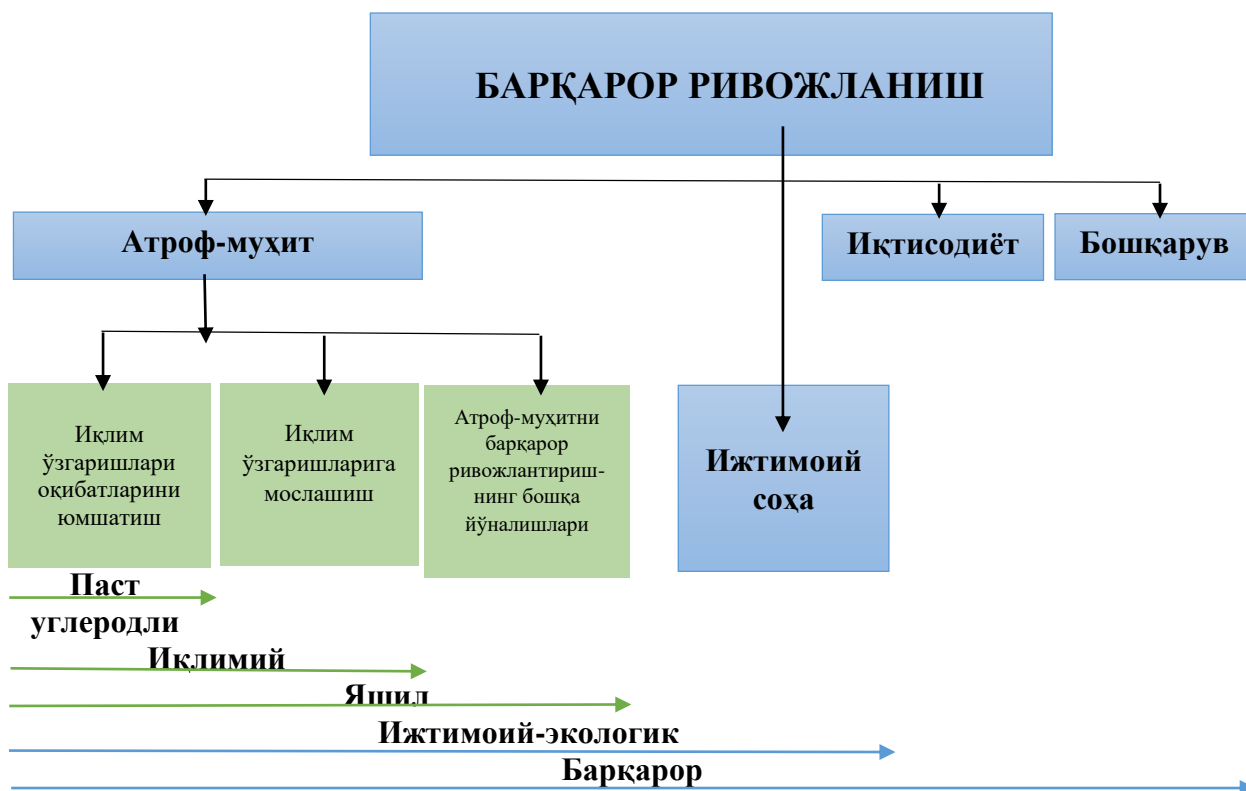 БАРҚАРОР РИВОЖЛАНИШ
Атроф-муҳит
Иқтисодиёт
Бошқарув
Иқлим
ўзгаришлари
оқибатларини
юмшатиш
Иқлим
ўзгаришларига
мослашиш
Атроф-муҳитни
барқарор
ривожлантириш-
нинг бошқа
йўналишлари
Ижтимоий
соҳа
Паст
углеродли
Иқлимий
Яшил
Ижтимоий-экологик
Барқарор